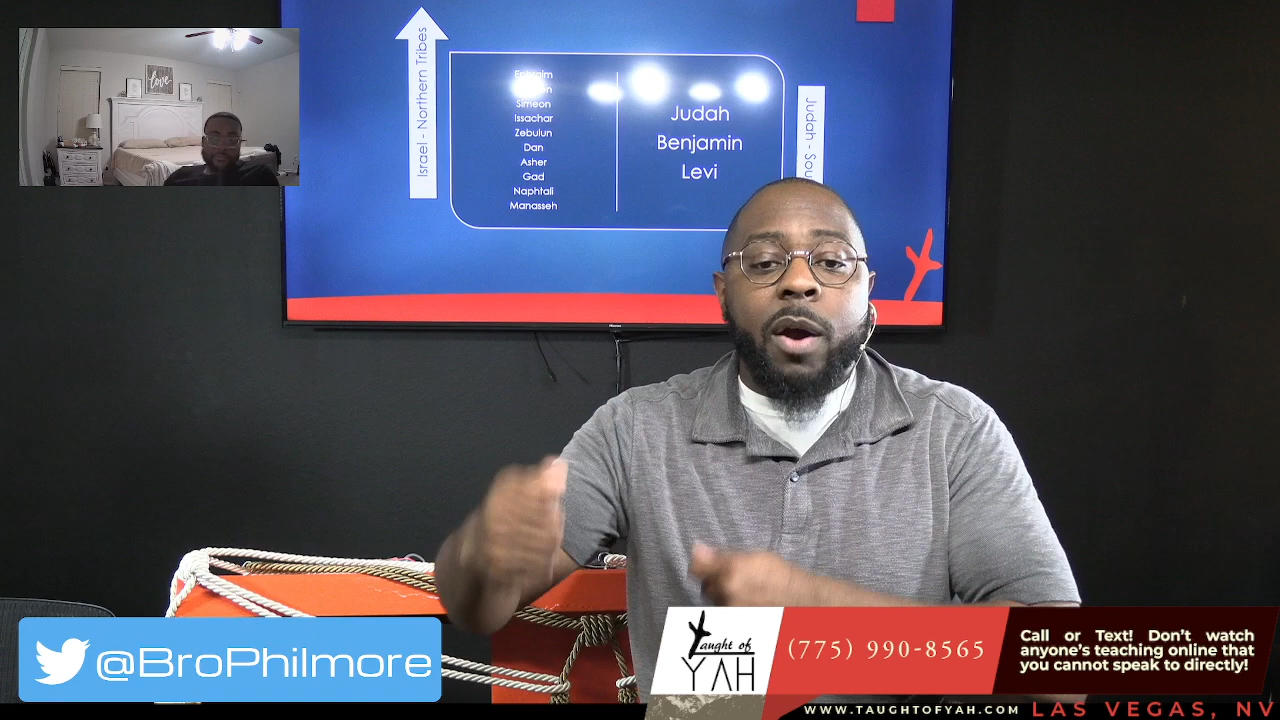 love
Israel - Northern Tribes
Ephraim
Simeon
Issachar
Zebulun
Dan
Asher
Gad
Naphtali
Manasseh
Judah
Benjamin
Levi
Judah -
Hisense
@BroPhilmore
Taught of
YAH
(775) 990-8565
Call or Text! Don't watch
anyone's teaching online that
you cannot speak to directly!
WWW.TAUGHTOFYAH.COM
LAS VEGAS, NV